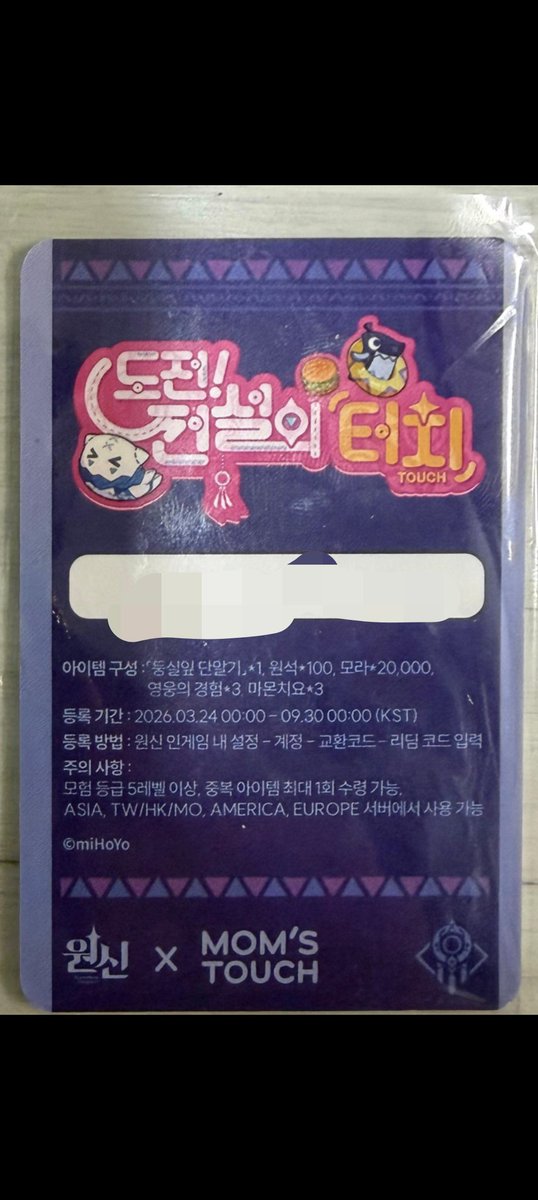 도전!
전설의 터치
TOUCH
아이템 구성 : 「둥실잎 단말기」*1, 원석*100, 모라*20,000,
영웅의 경험*3, 마몬치요*3
등록 기간 : 2026.03.24 00:00 – 09.30 00:00 (KST)
등록 방법 : 원신 인게임 내 설정 – 계정 – 교환코드 – 리딤 코드 입력
주의 사항 :
모험 등급 5레벨 이상, 중복 아이템 최대 1회 수령 가능,
ASIA, TW/HK/MO, AMERICA, EUROPE 서버에서 사용 가능
©miHoYo
원신 X MOM'S TOUCH